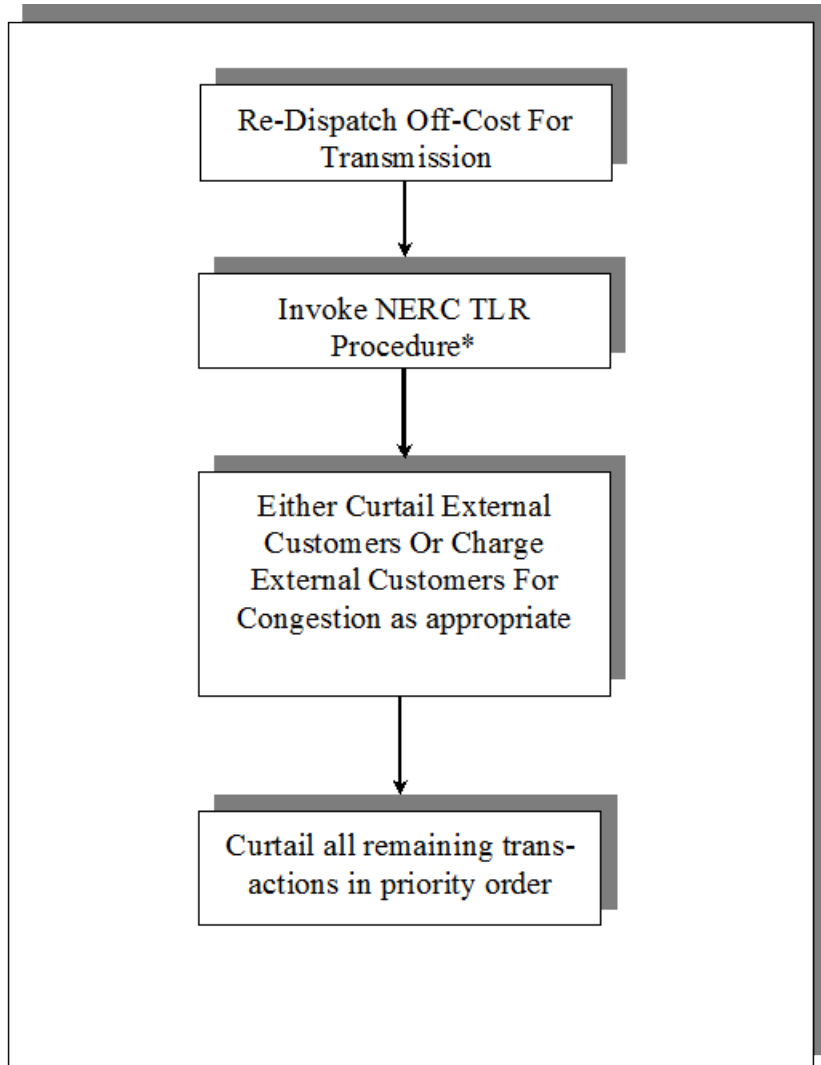 Re-Dispatch Off-Cost For
Transmission
Invoke NERC TLR
Procedure*
Either Curtail External
Customers Or Charge
External Customers For
Congestion as appropriate
Curtail all remaining trans-
actions in priority order